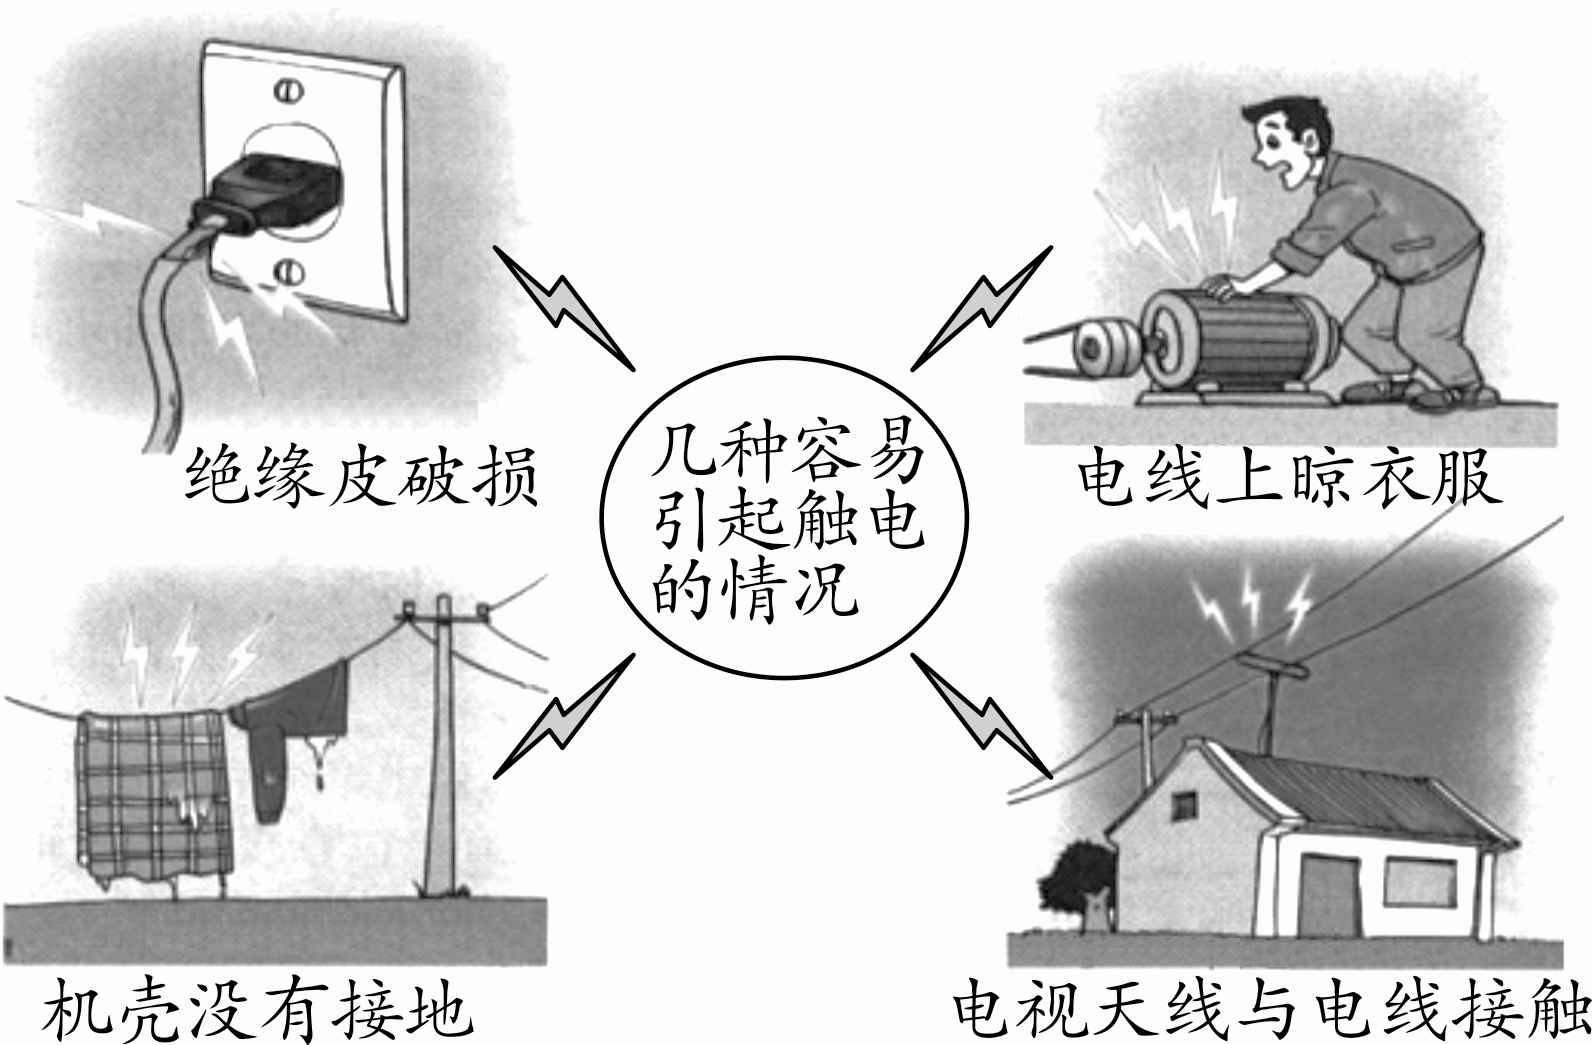 绝缘皮破损
电线上晾衣服
几种容易
引起触电
的情况
机壳没有接地
电视天线与电线接触